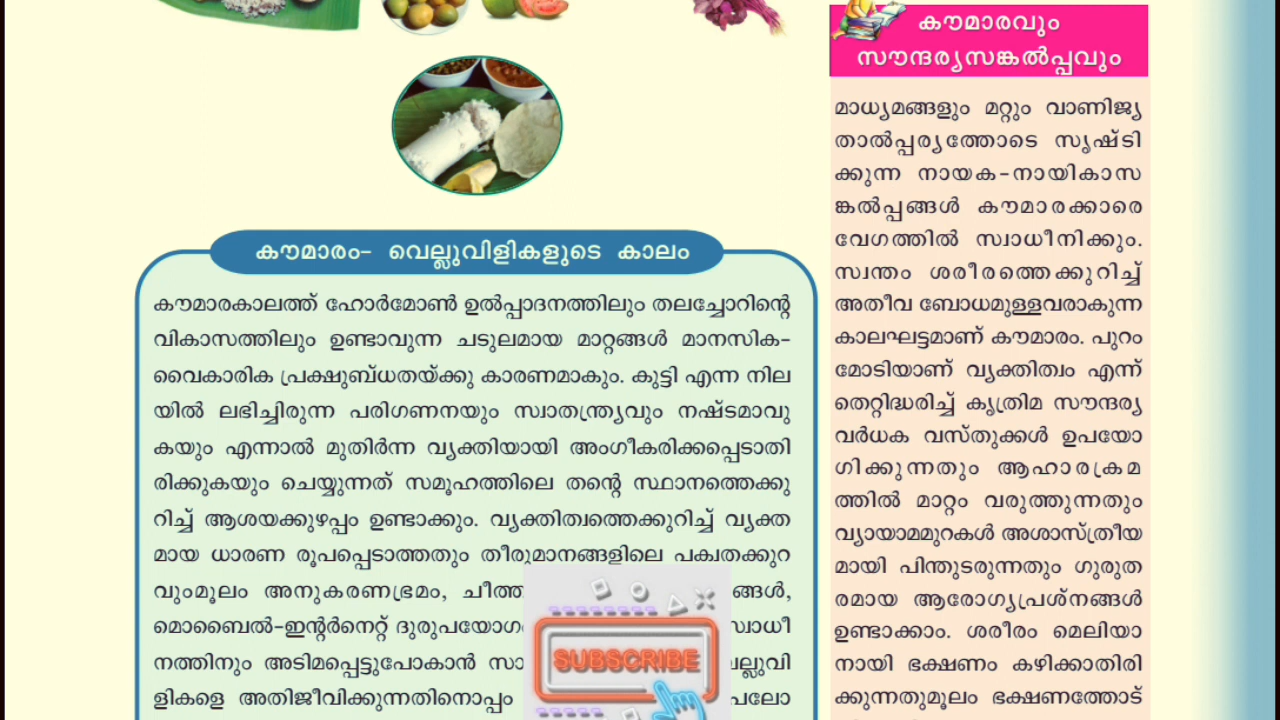 കൗമാരം- വെല്ലുവിളികളുടെ കാലം
കൗമാരകാലത്ത് ഹോർമോൺ ഉൽപ്പാദനത്തിലും തലച്ചോറിന്റെ
വികാസത്തിലും ഉണ്ടാവുന്ന ചടുലമായ മാറ്റങ്ങൾ മാനസിക-
വൈകാരിക പ്രക്ഷുബ്ധതയ്ക്കു കാരണമാകും. കുട്ടി എന്ന നില
യിൽ ലഭിച്ചിരുന്ന പരിഗണനയും സ്വാതന്ത്ര്യവും നഷ്ടമാവു
കയും എന്നാൽ മുതിർന്ന വ്യക്തിയായി അംഗീകരിക്കപ്പെടാതി
രിക്കുകയും ചെയ്യുന്നത് സമൂഹത്തിലെ തന്റെ സ്ഥാനത്തെക്കു
റിച്ച് ആശയക്കുഴപ്പം ഉണ്ടാക്കും. വ്യക്തിത്വത്തെക്കുറിച്ച് വ്യക്ത
മായ ധാരണ രൂപപ്പെടാത്തതും തീരുമാനങ്ങളിലെ പക്വതക്കുറ
വുംമൂലം അനുകരണഭ്രമം, ചീത്ത ങ്ങൾ,
മൊബൈൽ-ഇന്റർനെറ്റ് ദുരുപയോഗം സ്വാധീ
നത്തിനും അടിമപ്പെട്ടുപോകാൻ സാ വല്ലുവി
ളികളെ അതിജീവിക്കുന്നതിനൊപ്പം പലോ
SUBSCRIBE
കൗമാരവും
സൗന്ദര്യസങ്കൽപ്പവും
മാധ്യമങ്ങളും മറ്റും വാണിജ്യ
താൽപ്പര്യത്തോടെ സൃഷ്ടി
ക്കുന്ന നായക-നായികാസ
ങ്കൽപ്പങ്ങൾ കൗമാരക്കാരെ
വേഗത്തിൽ സ്വാധീനിക്കും.
സ്വന്തം ശരീരത്തെക്കുറിച്ച്
അതീവ ബോധമുള്ളവരാകുന്ന
കാലഘട്ടമാണ് കൗമാരം. പുറം
മോടിയാണ് വ്യക്തിത്വം എന്ന്
തെറ്റിദ്ധരിച്ച് കൃത്രിമ സൗന്ദര്യ
വർധക വസ്തുക്കൾ ഉപയോ
ഗിക്കുന്നതും ആഹാരക്രമ
ത്തിൽ മാറ്റം വരുത്തുന്നതും
വ്യായാമമുറകൾ അശാസ്ത്രീയ
മായി പിന്തുടരുന്നതും ഗുരുത
രമായ ആരോഗ്യപ്രശ്നങ്ങൾ
ഉണ്ടാക്കാം. ശരീരം മെലിയാ
നായി ഭക്ഷണം കഴിക്കാതിരി
ക്കുന്നതുമൂലം ഭക്ഷണത്തോട്